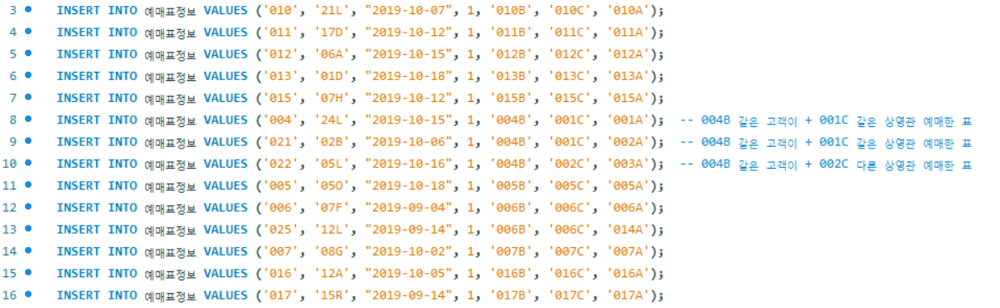 3 INSERT INTO 예매표정보 VALUES ('010', '21L', "2019-10-07", 1, '010B', '010C', '010A');
4 INSERT INTO 예매표정보 VALUES ('011', '17D', "2019-10-12", 1, '011B', '011C', '011A');
5 INSERT INTO 예매표정보 VALUES ('012', '06A', "2019-10-15", 1, '012B', '012C', '012A');
6 INSERT INTO 예매표정보 VALUES ('013', '01D', "2019-10-18", 1, '013B', '013C', '013A');
7 INSERT INTO 예매표정보 VALUES ('015', '07H', "2019-10-12", 1, '015B', '015C', '015A');
8 INSERT INTO 예매표정보 VALUES ('004', '24L', "2019-10-15", 1, '004B', '001C', '001A'); -- 004B 같은 고객이 + 001C 같은 상영관 예매한 표
9 INSERT INTO 예매표정보 VALUES ('021', '02B', "2019-10-06", 1, '004B', '001C', '002A'); -- 004B 같은 고객이 + 001C 같은 상영관 예매한 표
10 INSERT INTO 예매표정보 VALUES ('022', '05L', "2019-10-16", 1, '004B', '002C', '003A'); -- 004B 같은 고객이 + 002C 다른 상영관 예매한 표
11 INSERT INTO 예매표정보 VALUES ('005', '05O', "2019-10-18", 1, '005B', '005C', '005A');
12 INSERT INTO 예매표정보 VALUES ('006', '07F', "2019-09-04", 1, '006B', '006C', '006A');
13 INSERT INTO 예매표정보 VALUES ('025', '12L', "2019-09-14", 1, '006B', '006C', '014A');
14 INSERT INTO 예매표정보 VALUES ('007', '08G', "2019-10-02", 1, '007B', '007C', '007A');
15 INSERT INTO 예매표정보 VALUES ('016', '12A', "2019-10-05", 1, '016B', '016C', '016A');
16 INSERT INTO 예매표정보 VALUES ('017', '15R', "2019-09-14", 1, '017B', '017C', '017A');